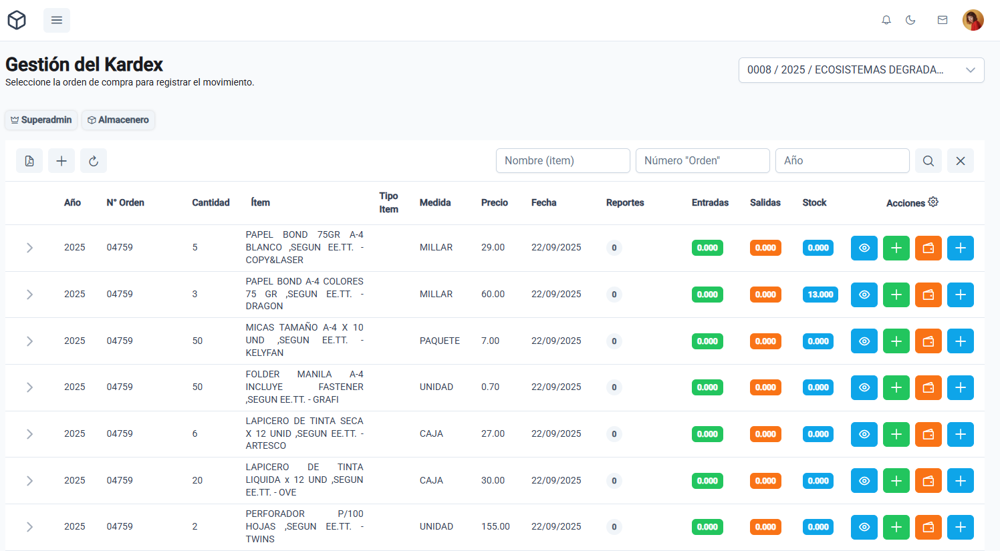 Gestión del Kardex
Seleccione la orden de compra para registrar el movimiento.
0008 / 2025 / ECOSISTEMAS DEGRADA...
Superadmin Almacenero
Nombre (item) Número "Orden" Año
Año N° Orden Cantidad Ítem Tipo Item Medida Precio Fecha Reportes Entradas Salidas Stock Acciones
PAPEL BOND 75GR A-4
2025 04759 5 BLANCO ,SEGUN EE.TT. - MILLAR 29.00 22/09/2025 0 0.000 0.000 0.000
COPY&LASER
PAPEL BOND A-4 COLORES
2025 04759 3 75 GR ,SEGUN EE.TT. - MILLAR 60.00 22/09/2025 0 0.000 0.000 13.000
DRAGON
MICAS TAMAÑO A-4 X 10
2025 04759 50 UND ,SEGUN EE.TT. - PAQUETE 7.00 22/09/2025 0 0.000 0.000 0.000
KELYFAN
FOLDER MANILA A-4
2025 04759 50 INCLUYE FASTENER UNIDAD 0.70 22/09/2025 0 0.000 0.000 0.000
,SEGUN EE.TT. - GRAFI
LAPICERO DE TINTA SECA
2025 04759 6 X 12 UNID ,SEGUN EE.TT. - CAJA 27.00 22/09/2025 0 0.000 0.000 0.000
ARTESCO
LAPICERO DE TINTA
2025 04759 20 LIQUIDA x 12 UND ,SEGUN CAJA 30.00 22/09/2025 0 0.000 0.000 0.000
EE.TT. - OVE
PERFORADOR P/100
2025 04759 2 HOJAS ,SEGUN EE.TT. - UNIDAD 155.00 22/09/2025 0 0.000 0.000 0.000
TWINS